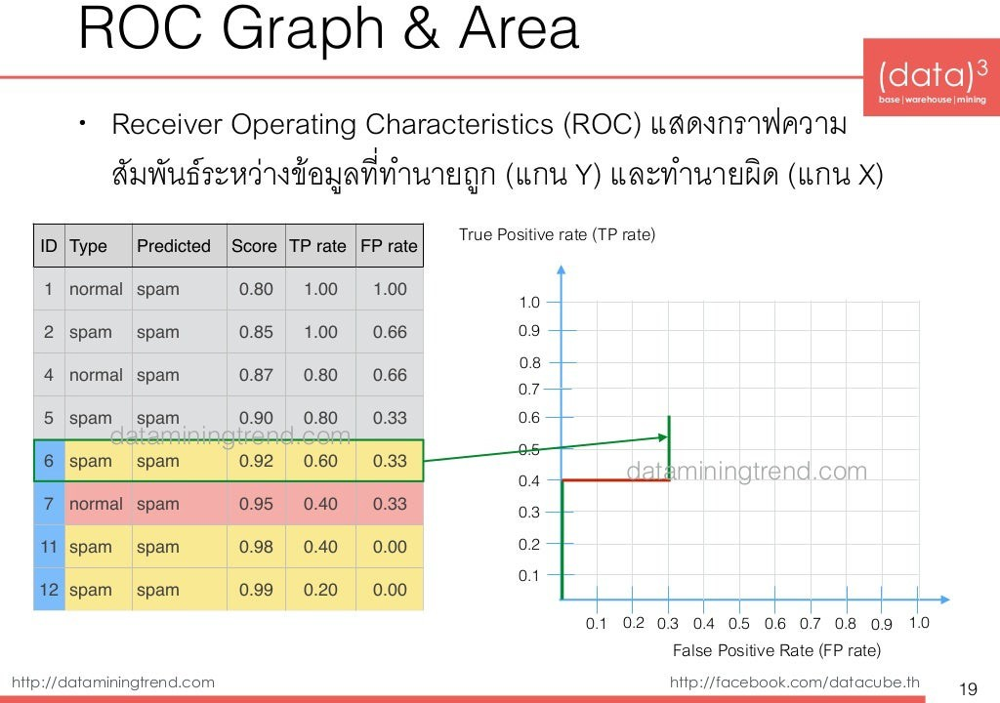 ROC Graph & Area
(data)3
base|warehouse|mining
• Receiver Operating Characteristics (ROC) แสดงกราฟความ
สัมพันธ์ระหว่างข้อมูลที่ทำนายถูก (แกน Y) และทำนายผิด (แกน X)
ID Type Predicted Score TP rate FP rate
1 normal spam 0.80 1.00 1.00
2 spam spam 0.85 1.00 0.66
4 normal spam 0.87 0.80 0.66
5 spam spam 0.90 0.80 0.33
dataminingtrend.com
6 spam spam 0.92 0.60 0.33
7 normal spam 0.95 0.40 0.33
11 spam spam 0.98 0.40 0.00
12 spam spam 0.99 0.20 0.00
True Positive rate (TP rate)
1.0
0.9
0.8
0.7
0.6
0.5
dataminingtrend.com
0.4
0.3
0.2
0.1
0.1 0.2 0.3 0.4 0.5 0.6 0.7 0.8 0.9 1.0
False Positive Rate (FP rate)
http://dataminingtrend.com
http://facebook.com/datacube.th
19